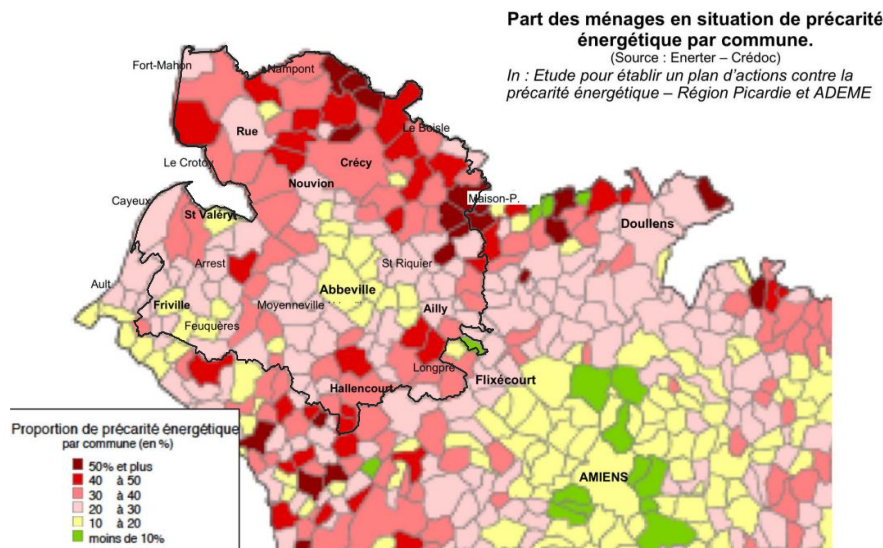 Part des ménages en situation de précarité
énergétique par commune.
(Source : Enerter – Crédoc)
In : Etude pour établir un plan d'actions contre la
précarité énergétique – Région Picardie et ADEME
Fort-Mahon
Nampont
Rue
Le Boisle
Le Crotoy
Crécy
Nouvion
Cayeux
Maison-P.
St Valéry
Doullens
Arrest
St Riquier
Ault
Abbeville
Friville
Moyenneville
Ailly
Feuquères
Longpré
Flixécourt
Hallencourt
AMIENS
Proportion de précarité énergétique
par commune (en %)
50% et plus
40 à 50
30 à 40
20 à 30
10 à 20
moins de 10%